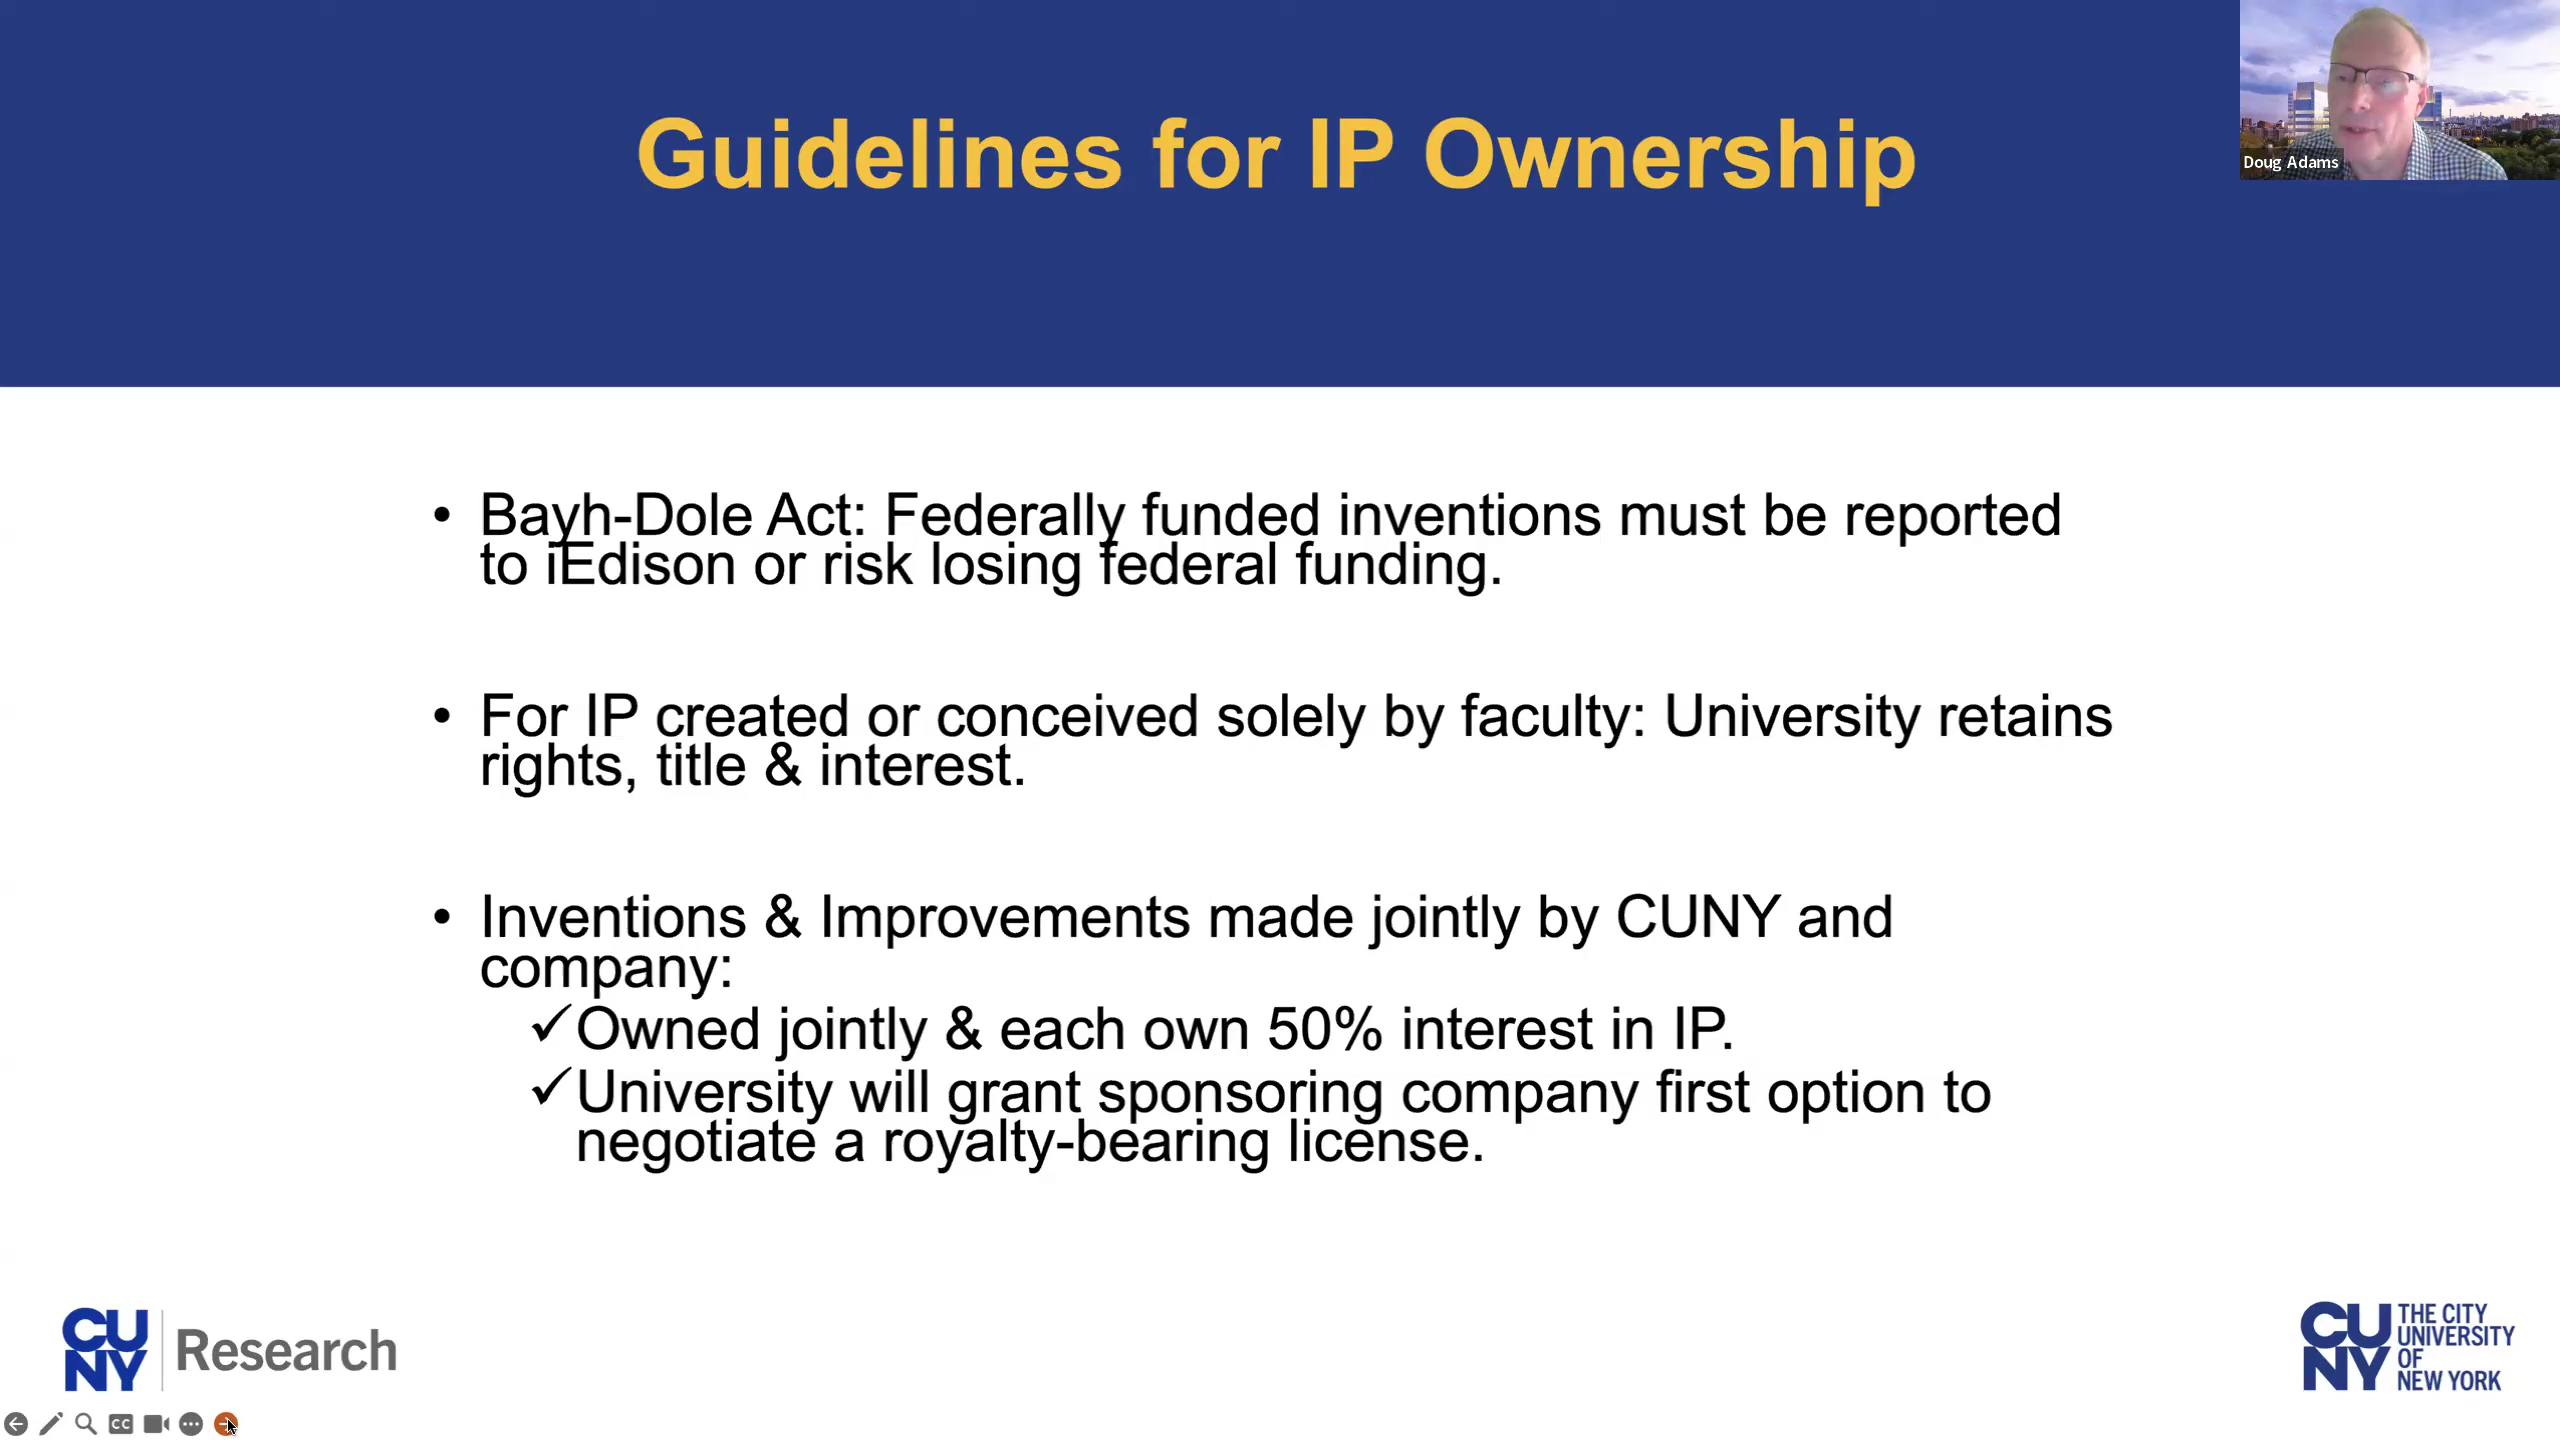 Guidelines for IP Ownership
Doug Adams
• Bayh-Dole Act: Federally funded inventions must be reported
to iEdison or risk losing federal funding.
• For IP created or conceived solely by faculty: University retains
rights, title & interest.
• Inventions & Improvements made jointly by CUNY and
company:
✓Owned jointly & each own 50% interest in IP.
✓University will grant sponsoring company first option to
negotiate a royalty-bearing license.
CU
NY
Research
CU
NY
THE CITY
UNIVERSITY
OF
NEW YORK
CC